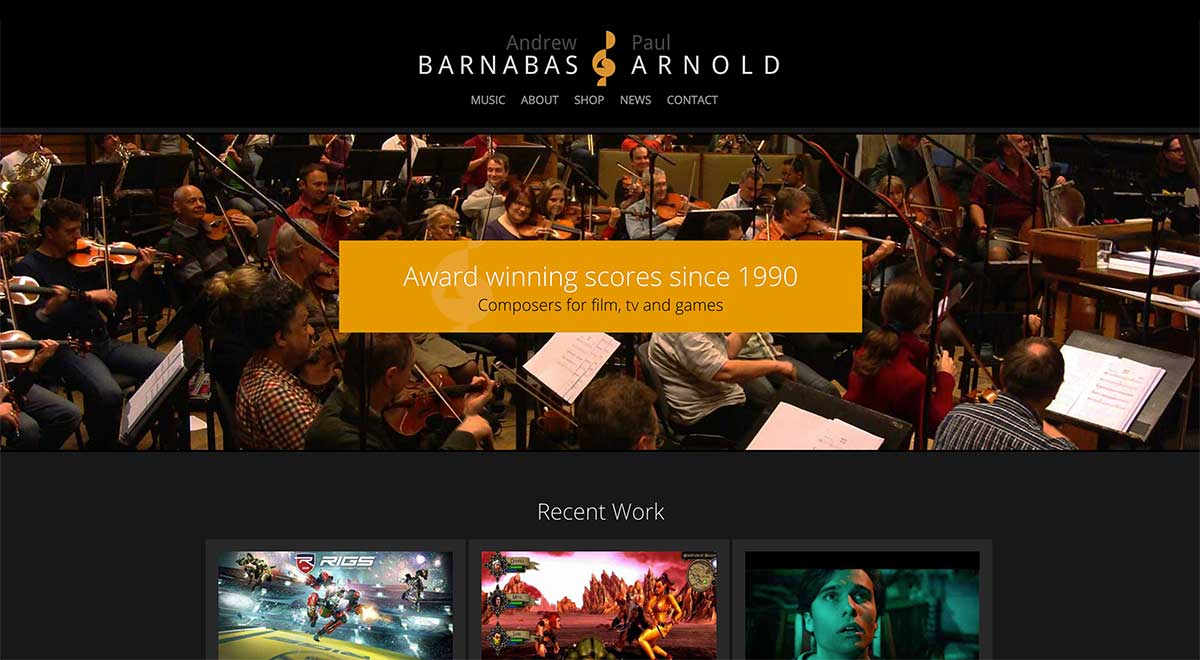 Andrew Paul
BARNABAS ARNOLD
MUSIC ABOUT SHOP NEWS CONTACT
Award winning scores since 1990
Composers for film, tv and games
Recent Work
RIGS